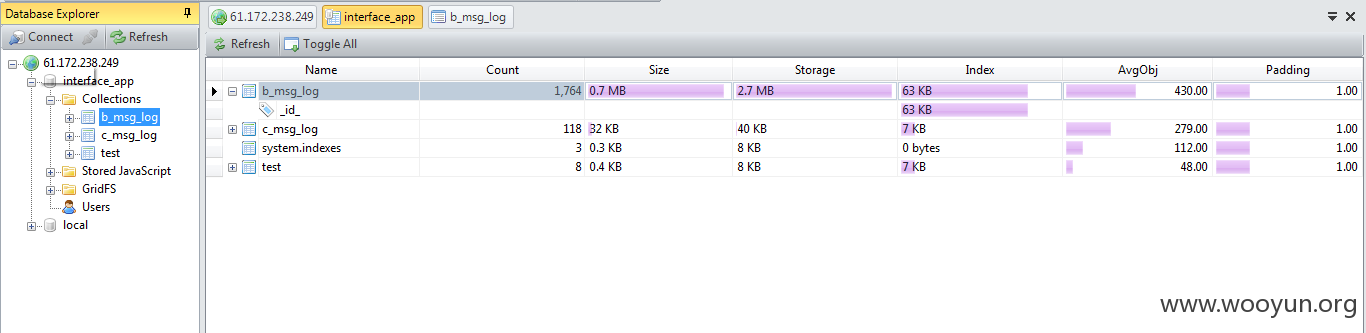 Database Explorer
Connect Refresh
61.172.238.249
interface_app
Collections
b_msg_log
c_msg_log
test
Stored JavaScript
GridFS
Users
local
61.172.238.249 interface_app b_msg_log
Refresh Toggle All
Name Count Size Storage Index AvgObj Padding
b_msg_log 1,764 0.7 MB 2.7 MB 63 KB 430.00 1.00
_id_ 63 KB
c_msg_log 118 32 KB 40 KB 7 KB 279.00 1.00
system.indexes 3 0.3 KB 8 KB 0 bytes 112.00 1.00
test 8 0.4 KB 8 KB 7 KB 48.00 1.00
www.wooyun.org